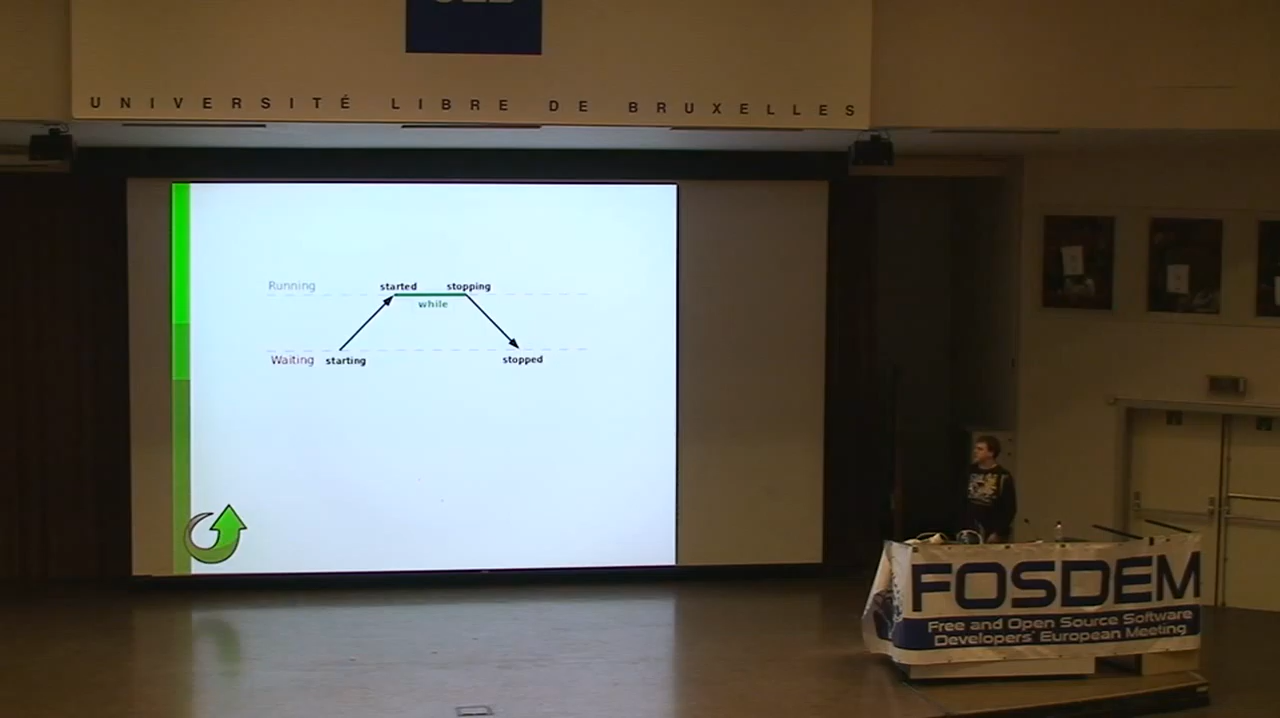 UNIVERSITÉ LIBRE DE BRUXELLES
Running started stopping
while
Waiting starting stopped
FOSDEM
Free and Open Source Software
Developers' European Meeting